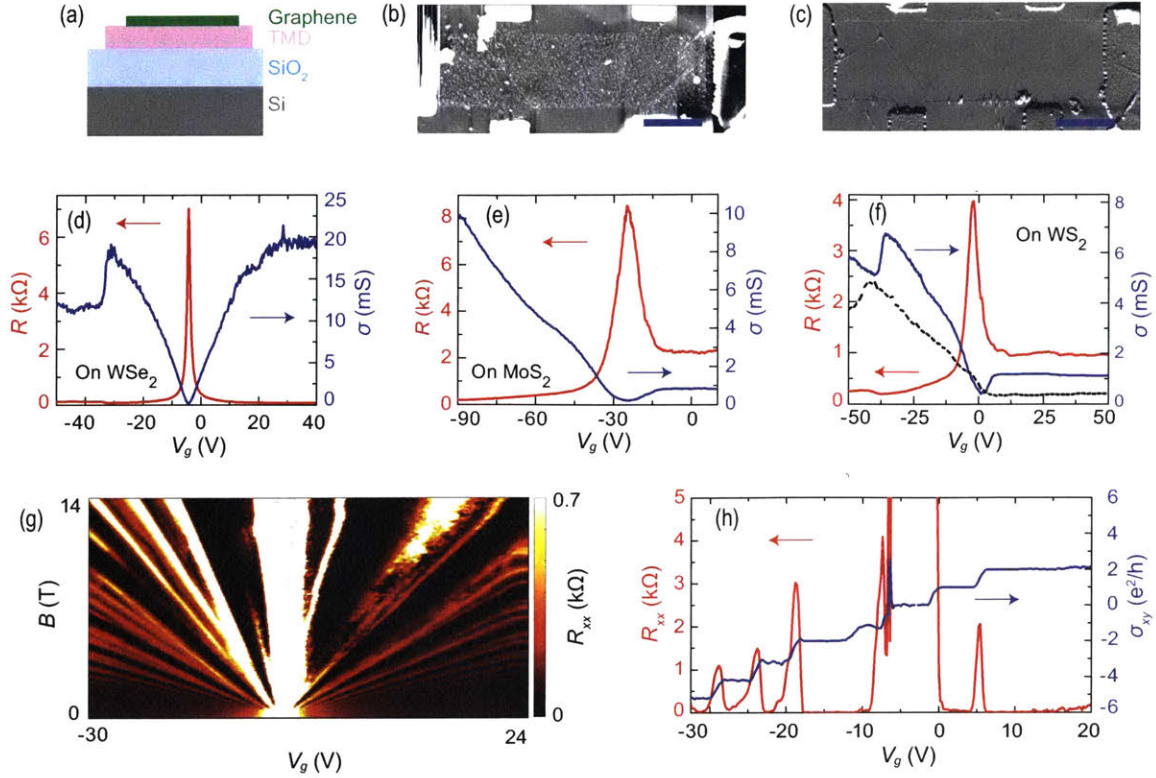 (a)
Graphene
TMD
SiO2
Si
(b)
(c)
(d)
R (kΩ)
0
2
4
6
σ (mS)
0
5
10
15
20
25
On WSe2
-40
-20
0
20
40
Vg (V)
(e)
R (kΩ)
0
2
4
6
8
σ (mS)
0
2
4
6
8
10
On MoS2
-90
-60
-30
0
Vg (V)
(f)
R (kΩ)
0
1
2
3
4
σ (mS)
0
2
4
6
8
On WS2
-50
-25
0
25
50
Vg (V)
(g)
B (T)
14
0
-30
24
Vg (V)
0.7
0
Rxx (kΩ)
(h)
Rxx (kΩ)
0
1
2
3
4
5
σxy (e²/h)
-6
-4
-2
0
2
4
6
-30
-20
-10
0
10
20
Vg (V)